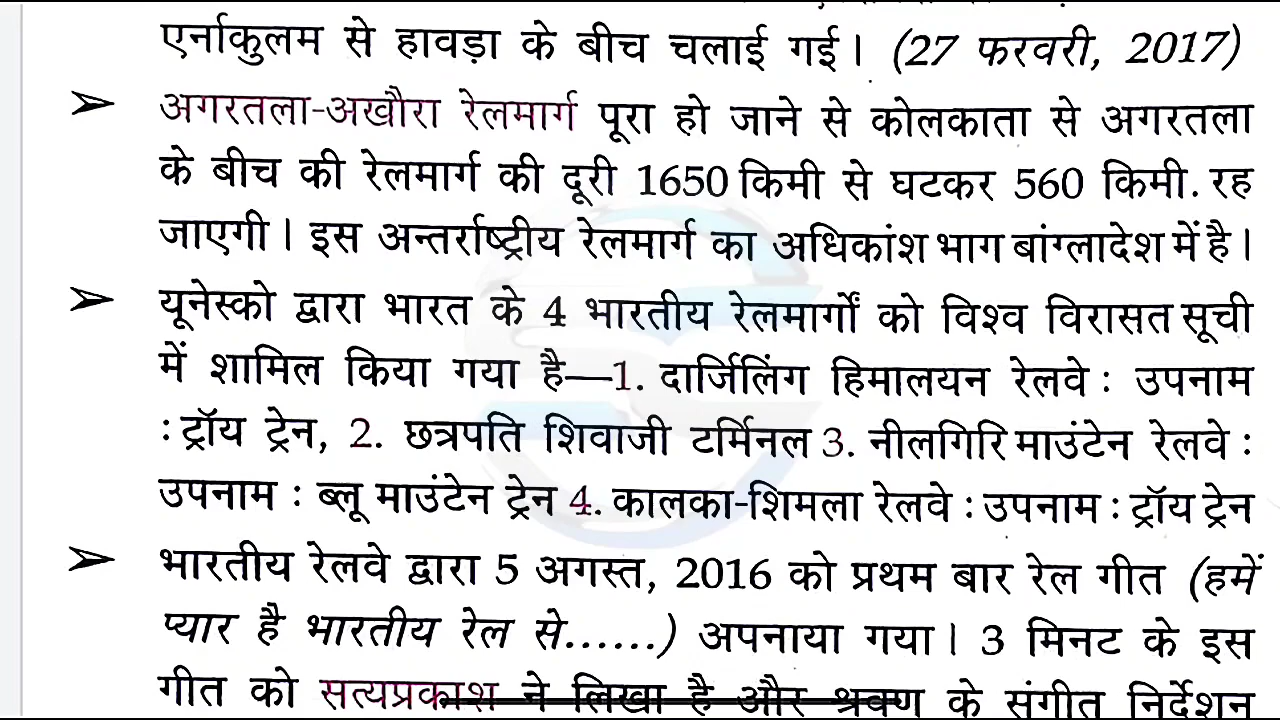 एर्नाकुलम से हावड़ा के बीच चलाई गई। (27 फरवरी, 2017)
➢ अगरतला-अखौरा रेलमार्ग पूरा हो जाने से कोलकाता से अगरतला
के बीच की रेलमार्ग की दूरी 1650 किमी से घटकर 560 किमी. रह
जाएगी। इस अन्तर्राष्ट्रीय रेलमार्ग का अधिकांश भाग बांग्लादेश में है।
➢ यूनेस्को द्वारा भारत के 4 भारतीय रेलमार्गों को विश्व विरासत सूची
में शामिल किया गया है—1. दार्जिलिंग हिमालयन रेलवे : उपनाम
: ट्रॉय ट्रेन, 2. छत्रपति शिवाजी टर्मिनल 3. नीलगिरि माउंटेन रेलवे :
उपनाम : ब्लू माउंटेन ट्रेन 4. कालका-शिमला रेलवे : उपनाम : ट्रॉय ट्रेन
➢ भारतीय रेलवे द्वारा 5 अगस्त, 2016 को प्रथम बार रेल गीत (हमें
प्यार है भारतीय रेल से......) अपनाया गया। 3 मिनट के इस
गीत को सत्यप्रकाश ने लिखा है और श्रवण के संगीत निर्देशन